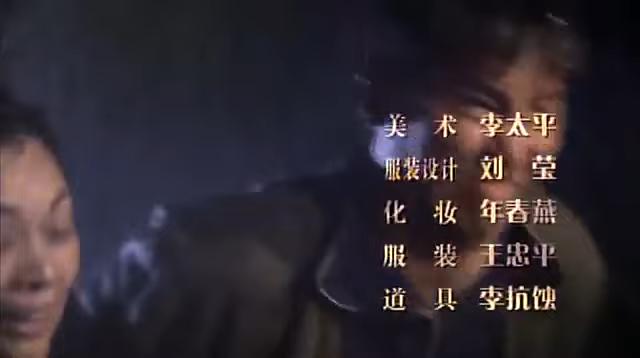 美术 李太平
服装设计 刘莹
化妆 年春燕
服装 王忠平
道具 李抗蚀